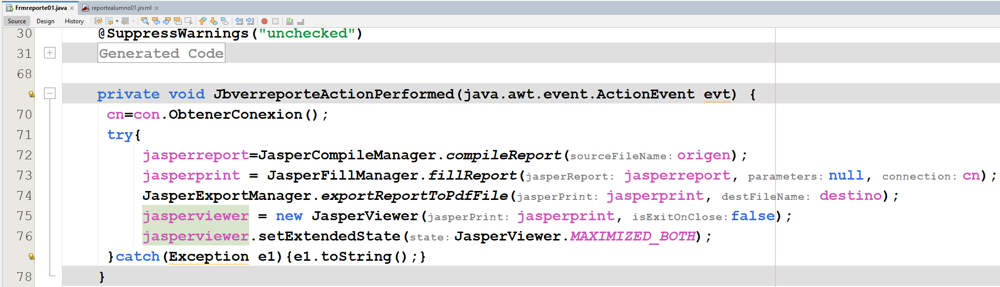 Frmreporte01.java × reportealumno01.jrxml ×
Source Design History
30 @SuppressWarnings("unchecked")
31 + Generated Code
68
private void JbverreporteActionPerformed(java.awt.event.ActionEvent evt) {
70 cn=con.ObtenerConexion();
71 try{
72 jasperreport=JasperCompileManager.compileReport(sourceFileName: origen);
73 jasperprint = JasperFillManager.fillReport(jasperReport: jasperreport, parameters: null, connection: cn);
74 JasperExportManager.exportReportToPdfFile(jasperPrint: jasperprint, destFileName: destino);
75 jasperviewer = new JasperViewer(jasperPrint: jasperprint, isExitOnClose: false);
76 jasperviewer.setExtendedState(state: JasperViewer.MAXIMIZED_BOTH);
}catch(Exception e1){e1.toString();}
78 }